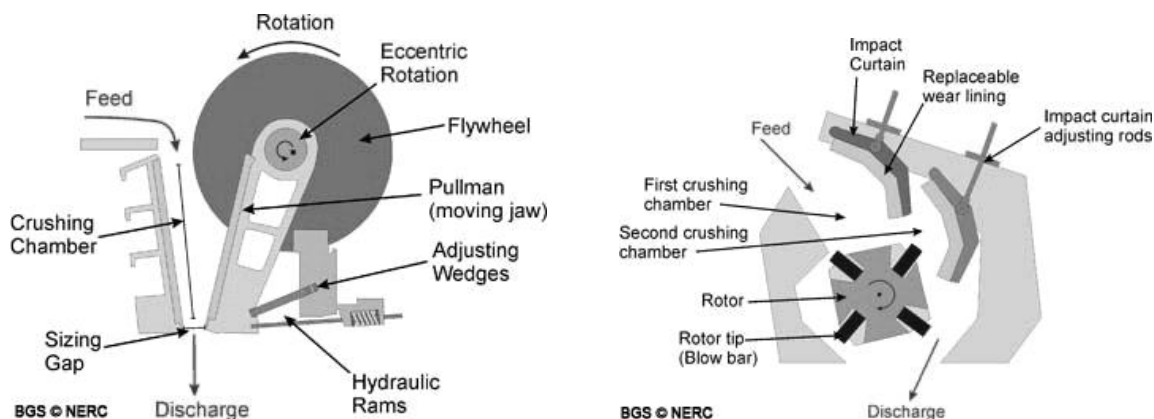 Rotation
Eccentric
Rotation
Feed
Flywheel
Pullman
(moving jaw)
Crushing
Chamber
Adjusting
Wedges
Sizing
Gap
Hydraulic
Rams
BGS © NERC
Discharge
Impact
Curtain
Replaceable
wear lining
Impact curtain
adjusting rods
Feed
First crushing
chamber
Second crushing
chamber
Rotor
Rotor tip
(Blow bar)
BGS © NERC
Discharge